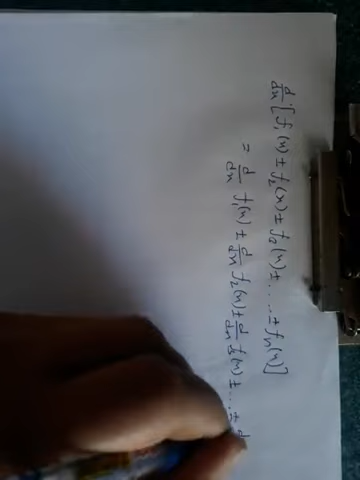 d/dx [f₁(x) ± f₂(x) ± f₃(x) ± .... ± fₙ(x)]
= d/dx f₁(x) ± d/dx f₂(x) ± d/dx f₃(x) ± ... ± d